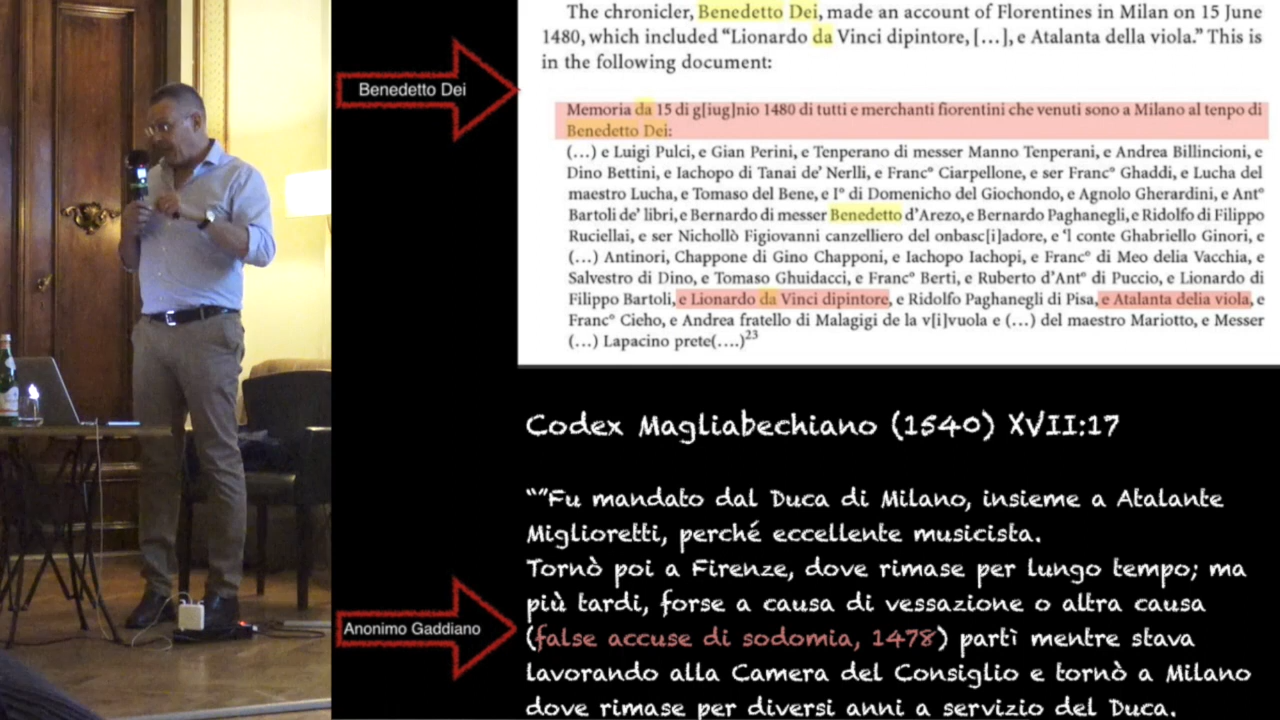 Benedetto Dei
The chronicler, Benedetto Dei, made an account of Florentines in Milan on 15 June
1480, which included “Lionardo da Vinci dipintore, […], e Atalanta della viola.” This is
in the following document:
Memoria da 15 di g[iug]nio 1480 di tutti e merchanti fiorentini che venuti sono a Milano al tenpo di
Benedetto Dei:
(…) e Luigi Pulci, e Gian Perini, e Tenperano di messer Manno Tenperani, e Andrea Billincioni, e
Dino Bettini, e Iachopo di Tanai de’ Nerlli, e Franc° Ciarpellone, e ser Franc° Ghaddi, e Lucha del
maestro Lucha, e Tomaso del Bene, e I° di Domenicho del Giochondo, e Agnolo Gherardini, e Ant°
Bartoli de’ libri, e Bernardo di messer Benedetto d’Arezo, e Bernardo Paghanegli, e Ridolfo di Filippo
Ruciellai, e ser Nichollò Figiovanni canzelliero del onbasc[i]adore, e ‘l conte Ghabriello Ginori, e
(…) Antinori, Chappone di Gino Chapponi, e Iachopo Iachopi, e Franc° di Meo delia Vacchia, e
Salvestro di Dino, e Tomaso Ghuidacci, e Franc° Berti, e Ruberto d’Ant° di Puccio, e Lionardo di
Filippo Bartoli, e Lionardo da Vinci dipintore, e Ridolfo Paghanegli di Pisa, e Atalanta delia viola, e
Franc° Cieho, e Andrea fratello di Malagigi de la v[i]vuola e (…) del maestro Mariotto, e Messer
(…) Lapacino prete(….)23
Codex Magliabechiano (1540) XVII:17
“”Fu mandato dal Duca di Milano, insieme a Atalante
Miglioretti, perché eccellente musicista.
Tornò poi a Firenze, dove rimase per lungo tempo; ma
più tardi, forse a causa di vessazione o altra causa
Anonimo Gaddiano
(false accuse di sodomia, 1478) partì mentre stava
lavorando alla Camera del Consiglio e tornò a Milano
dove rimase per diversi anni a servizio del Duca.